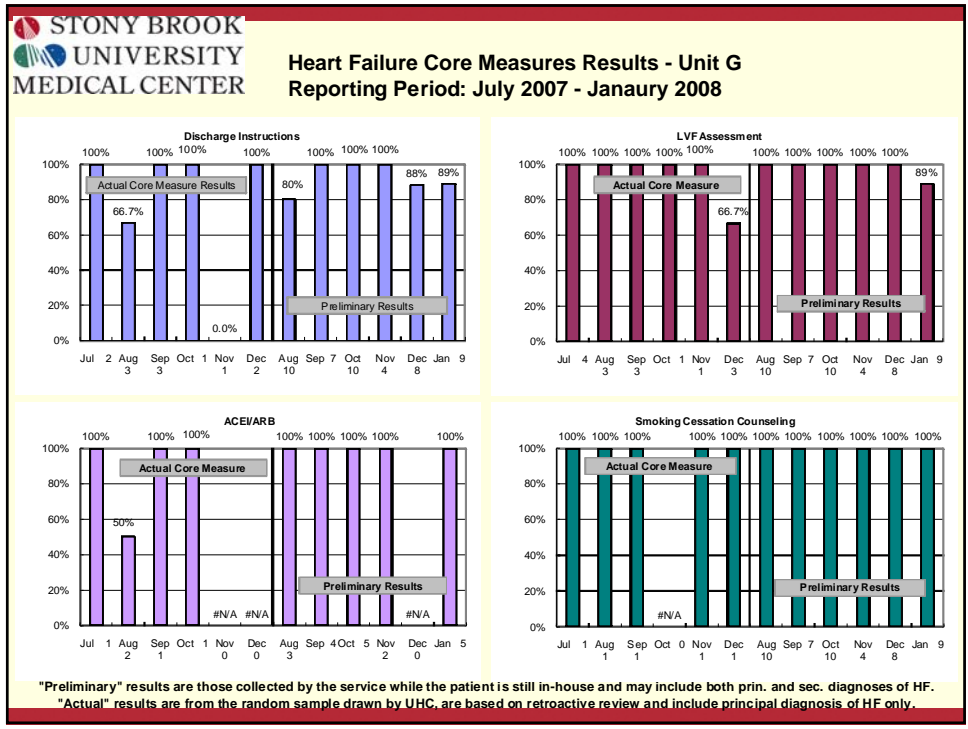 STONY BROOK
UNIVERSITY
MEDICAL CENTER
Heart Failure Core Measures Results - Unit G
Reporting Period: July 2007 - Janaury 2008
Discharge Instructions
100% 100% 100% 100% 100% 100% 100%
66.7% 0.0% 80% 88% 89%
Actual Core Measure Results
Preliminary Results
100%
80%
60%
40%
20%
0%
Jul 2 Aug 3 Sep 3 Oct 1 Nov 1 Dec 2 Aug 10 Sep 7 Oct 10 Nov 4 Dec 8 Jan 9
LVF Assessment
100% 100% 100% 100% 100% 100% 100% 100% 100% 100%
66.7% 89%
Actual Core Measure
Preliminary Results
100%
80%
60%
40%
20%
0%
Jul 4 Aug 3 Sep 3 Oct 1 Nov 1 Dec 3 Aug 10 Sep 7 Oct 10 Nov 4 Dec 8 Jan 9
ACEI/ARB
100% 100% 100% 100% 100% 100% 100% 100%
50% #N/A #N/A #N/A
Actual Core Measure
Preliminary Results
100%
80%
60%
40%
20%
0%
Jul 1 Aug 2 Sep 1 Oct 1 Nov 0 Dec 0 Aug 3 Sep 4 Oct 5 Nov 2 Dec 0 Jan 5
Smoking Cessation Counseling
100% 100% 100% 100% 100% 100% 100% 100% 100% 100% 100%
#N/A
Actual Core Measure
Preliminary Results
100%
80%
60%
40%
20%
0%
Jul 1 Aug 1 Sep 1 Oct 0 Nov 1 Dec 1 Aug 10 Sep 7 Oct 10 Nov 4 Dec 8 Jan 9
"Preliminary" results are those collected by the service while the patient is still in-house and may include both prin. and sec. diagnoses of HF.
"Actual" results are from the random sample drawn by UHC, are based on retroactive review and include principal diagnosis of HF only.